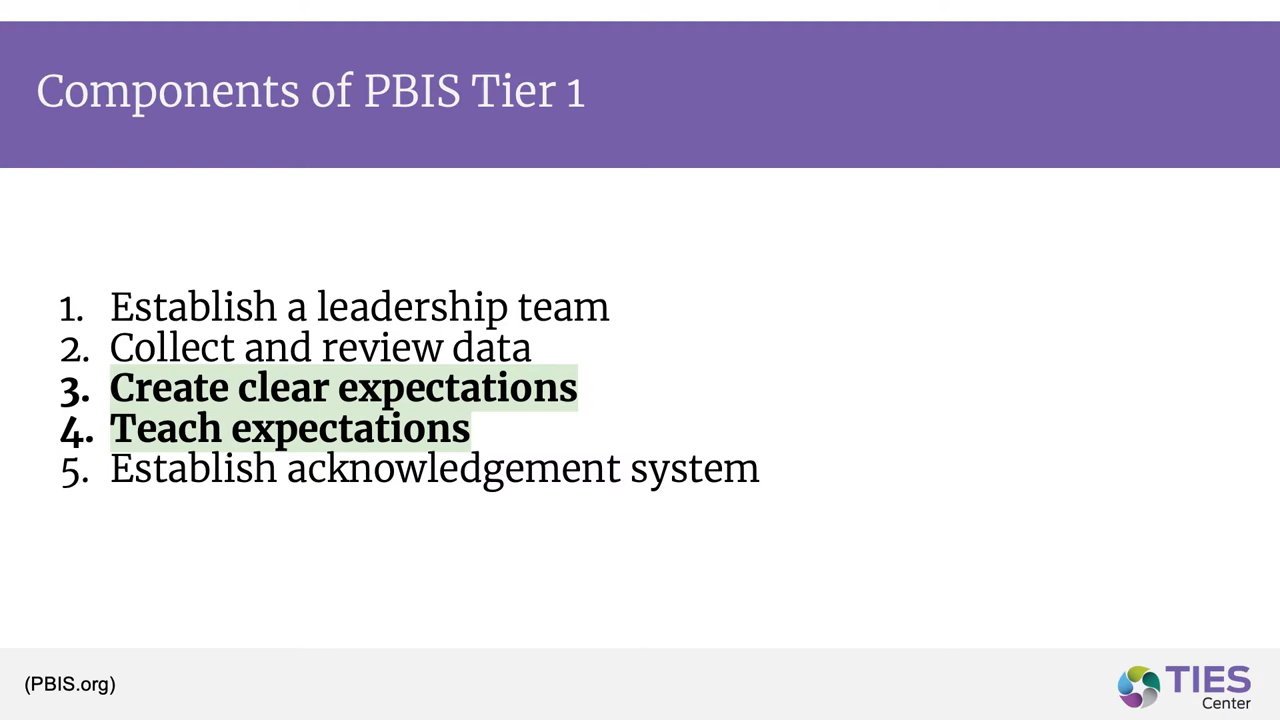 Components of PBIS Tier 1
1. Establish a leadership team
2. Collect and review data
3. Create clear expectations
4. Teach expectations
5. Establish acknowledgement system
(PBIS.org)
TIES
Center